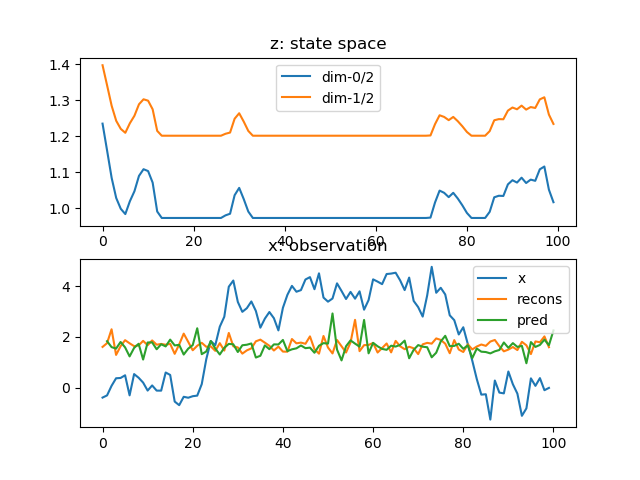 z: state space
1.4
1.3
1.2
1.1
1.0
dim-0/2
dim-1/2
0 20 40 60 80 100
x: observation
4
2
0
x
recons
pred
0 20 40 60 80 100